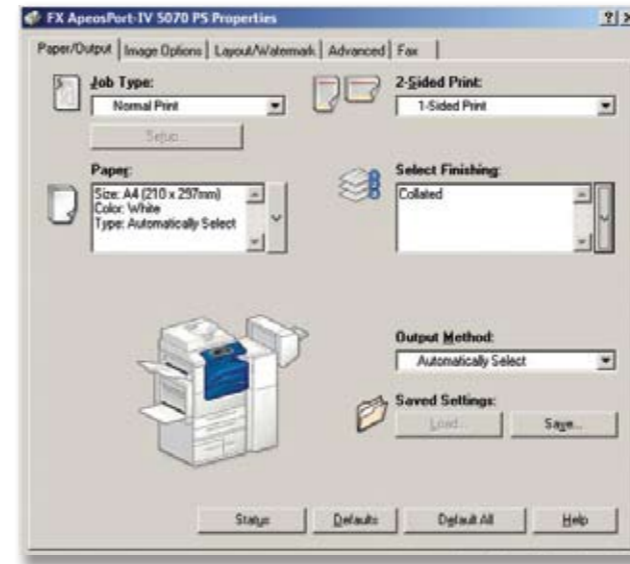 FX ApeosPort-IV 5070 PS Properties
Paper/Output Image Options Layout/Watermark Advanced Fax
Job Type:
Normal Print
Setup...
2-Sided Print:
1-Sided Print
Paper:
Size: A4 (210 x 297mm)
Color: White
Type: Automatically Select
Select Finishing:
Collated
Output Method:
Automatically Select
Saved Settings:
Load... Save...
Status Defaults Default All Help